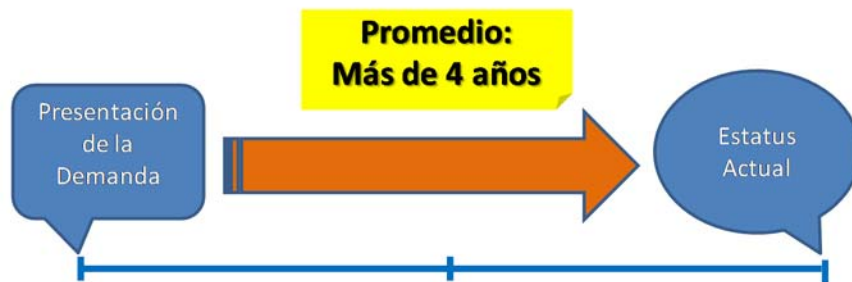 Promedio:
Más de 4 años
Presentación
de la
Demanda
Estatus
Actual